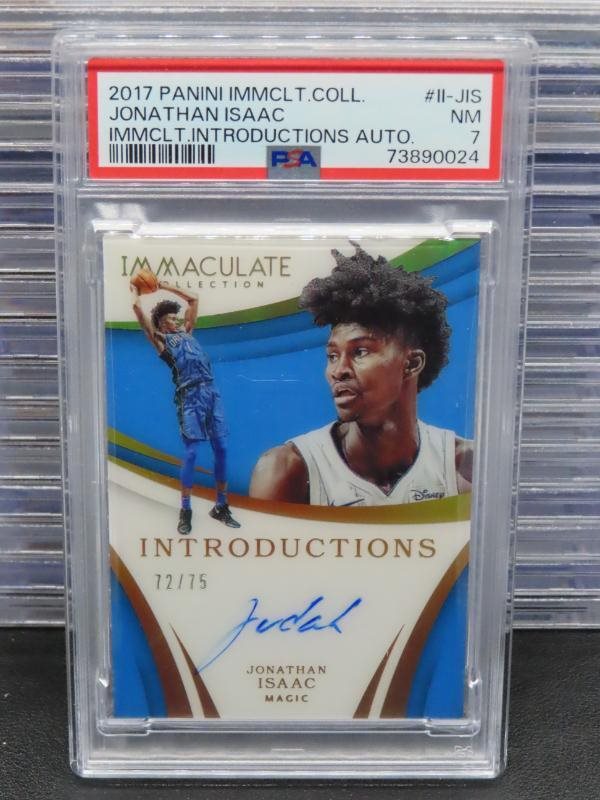 2017 PANINI IMMCLT.COLL. #II-JIS
JONATHAN ISAAC NM
IMMCLT.INTRODUCTIONS AUTO. 7
PSA 73890024
IMMACULATE
COLLECTION
Disney
INTRODUCTIONS
72/75
Judah
JONATHAN
ISAAC
MAGIC